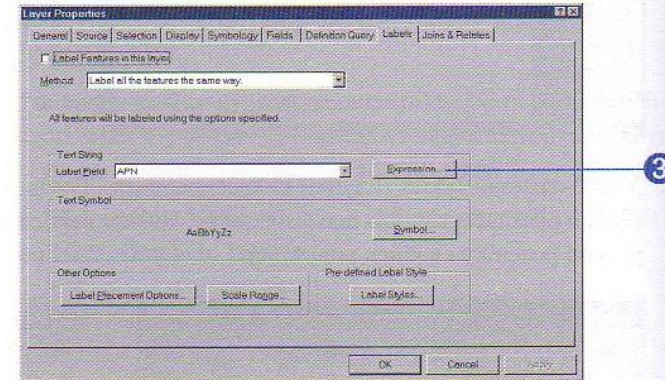 Layer Properties
General Source Selection Display Symbology Fields Definition Query Labels Joins & Relates
Label Features in this layer
Method: Label all the features the same way.
All features will be labeled using the options specified.
Text String
Label Field: APN Expression...
3
Text Symbol
AaBbYyZz Symbol...
Other Options Pre-defined Label Style
Label Placement Options... Scale Range... Label Styles...
OK Cancel Apply